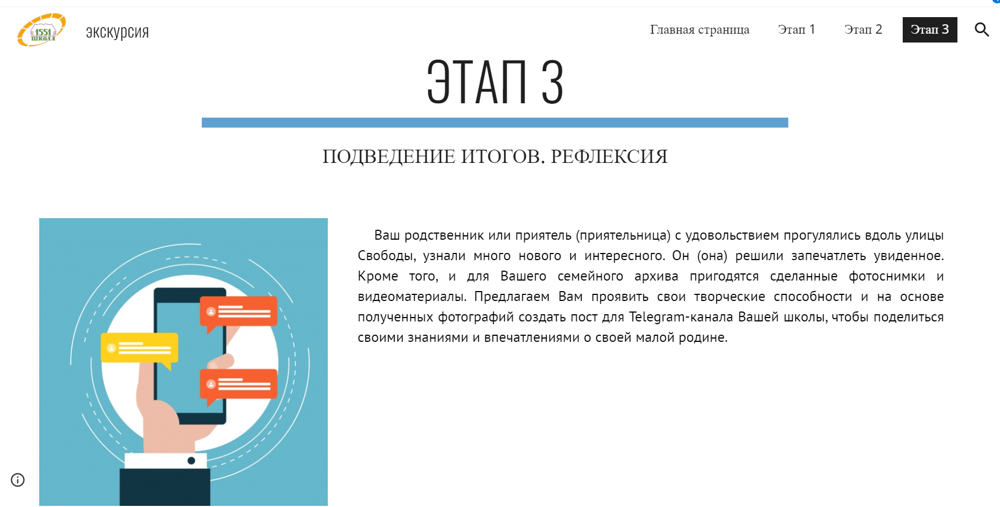 1551
ШКОЛА
экскурсия
Главная страница
Этап 1
Этап 2
Этап 3
ЭТАП 3
ПОДВЕДЕНИЕ ИТОГОВ. РЕФЛЕКСИЯ
Ваш родственник или приятель (приятельница) с удовольствием прогулялись вдоль улицы
Свободы, узнали много нового и интересного. Он (она) решили запечатлеть увиденное.
Кроме того, и для Вашего семейного архива пригодятся сделанные фотоснимки и
видеоматериалы. Предлагаем Вам проявить свои творческие способности и на основе
полученных фотографий создать пост для Telegram-канала Вашей школы, чтобы поделиться
своими знаниями и впечатлениями о своей малой родине.